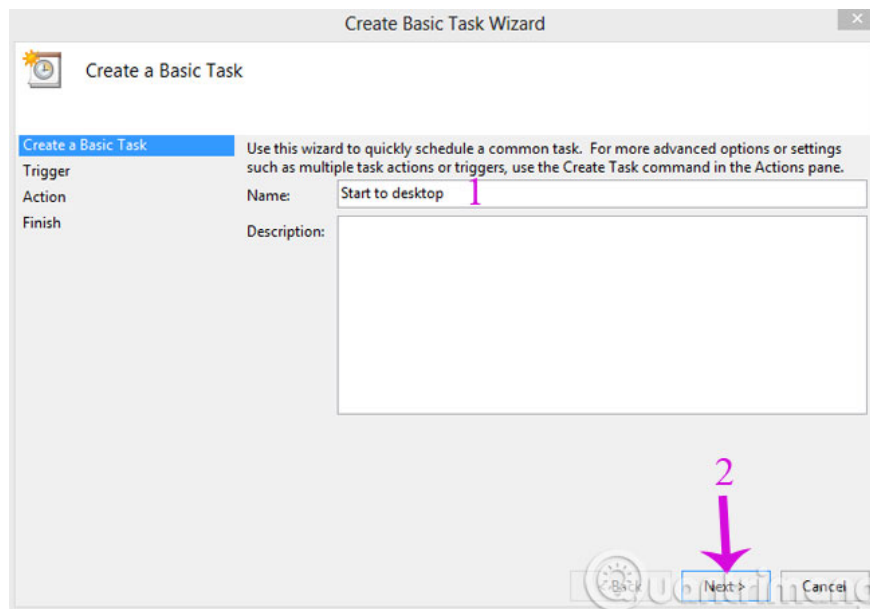 Create Basic Task Wizard
Create a Basic Task
Create a Basic Task
Trigger
Action
Finish
Use this wizard to quickly schedule a common task. For more advanced options or settings
such as multiple task actions or triggers, use the Create Task command in the Actions pane.
Name: Start to desktop 1
Description:
2
< Back Next > Cancel
uantrimang